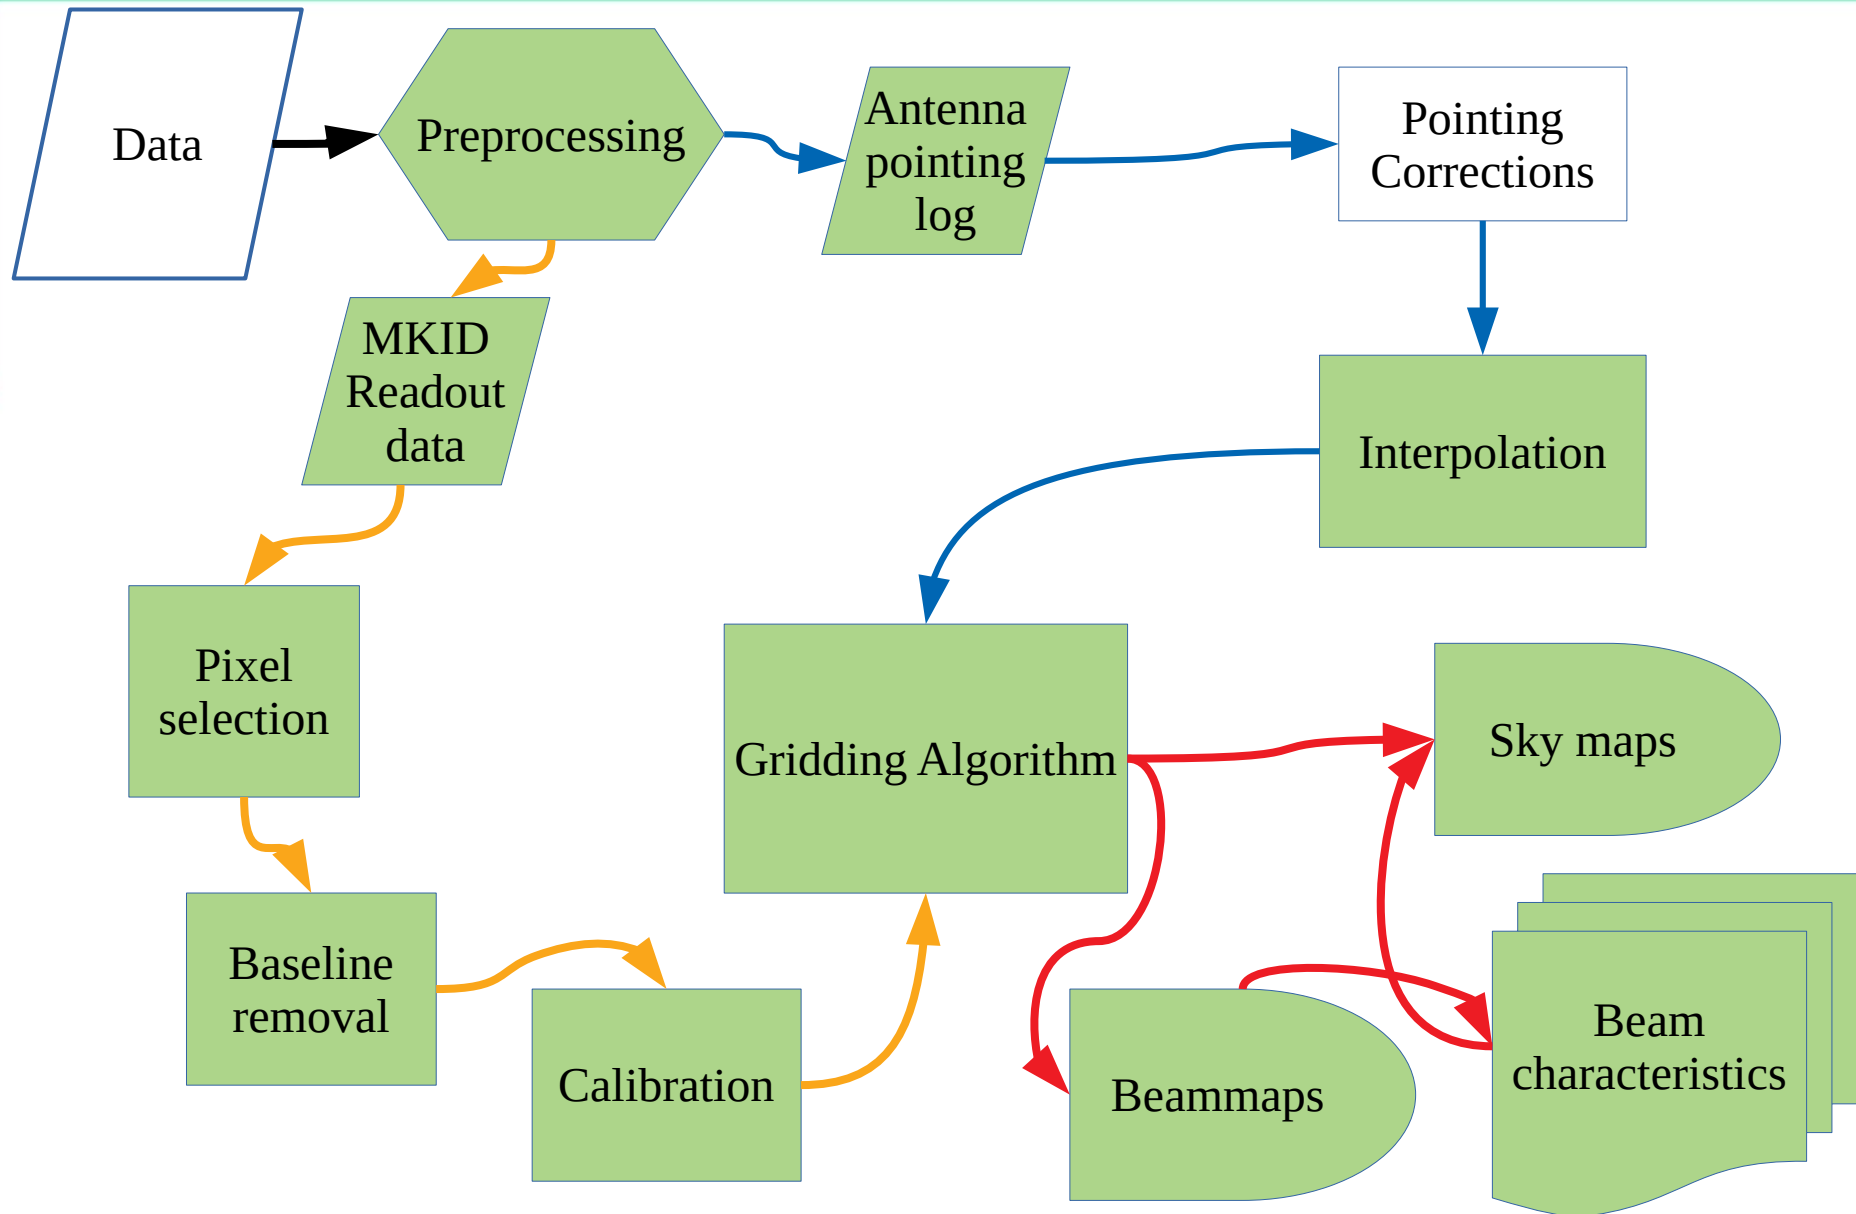 Data
Preprocessing
Antenna
pointing
log
Pointing
Corrections
MKID
Readout
data
Interpolation
Pixel
selection
Gridding Algorithm
Sky maps
Baseline
removal
Calibration
Beammaps
Beam
characteristics